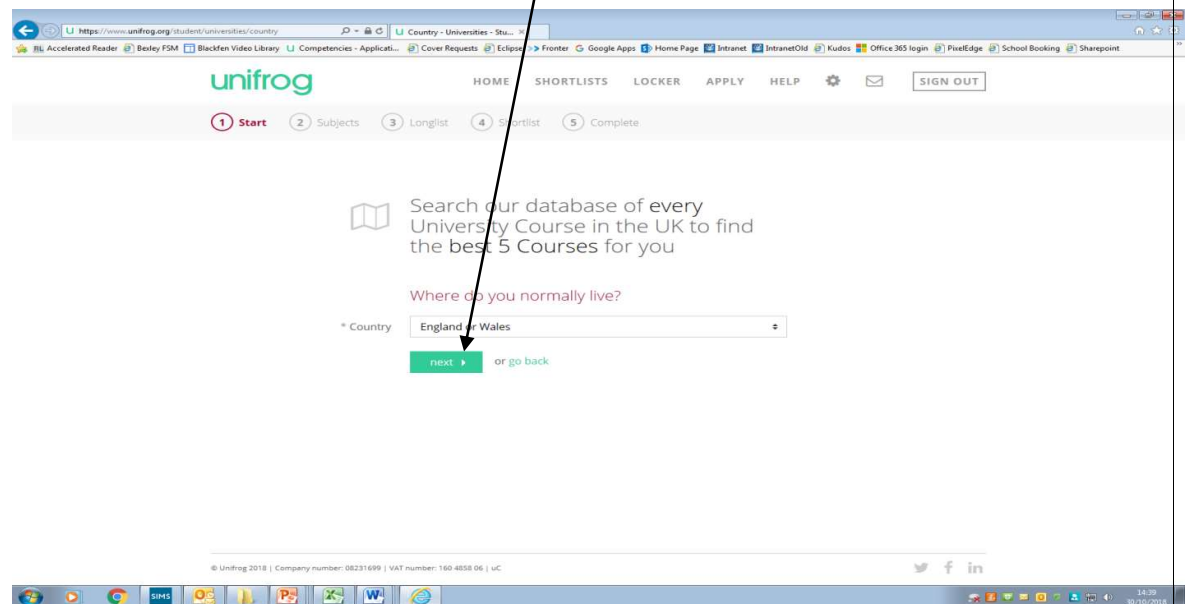 https://www.unifrog.org/student/universities/country
Country - Universities - Stu...
RL Accelerated Reader Bexley FSM Blackfen Video Library Competencies - Applicati... Cover Requests Eclipse >> Fronter Google Apps Home Page Intranet IntranetOld Kudos Office 365 login PixelEdge School Booking Sharepoint
unifrog HOME SHORTLISTS LOCKER APPLY HELP SIGN OUT
1 Start 2 Subjects 3 Longlist 4 Shortlist 5 Complete
Search our database of every
University Course in the UK to find
the best 5 Courses for you
Where do you normally live?
* Country England or Wales
next or go back
© Unifrog 2018 | Company number: 08231699 | VAT number: 160 4858 06 | uC
SIMS
14:39
30/10/2018